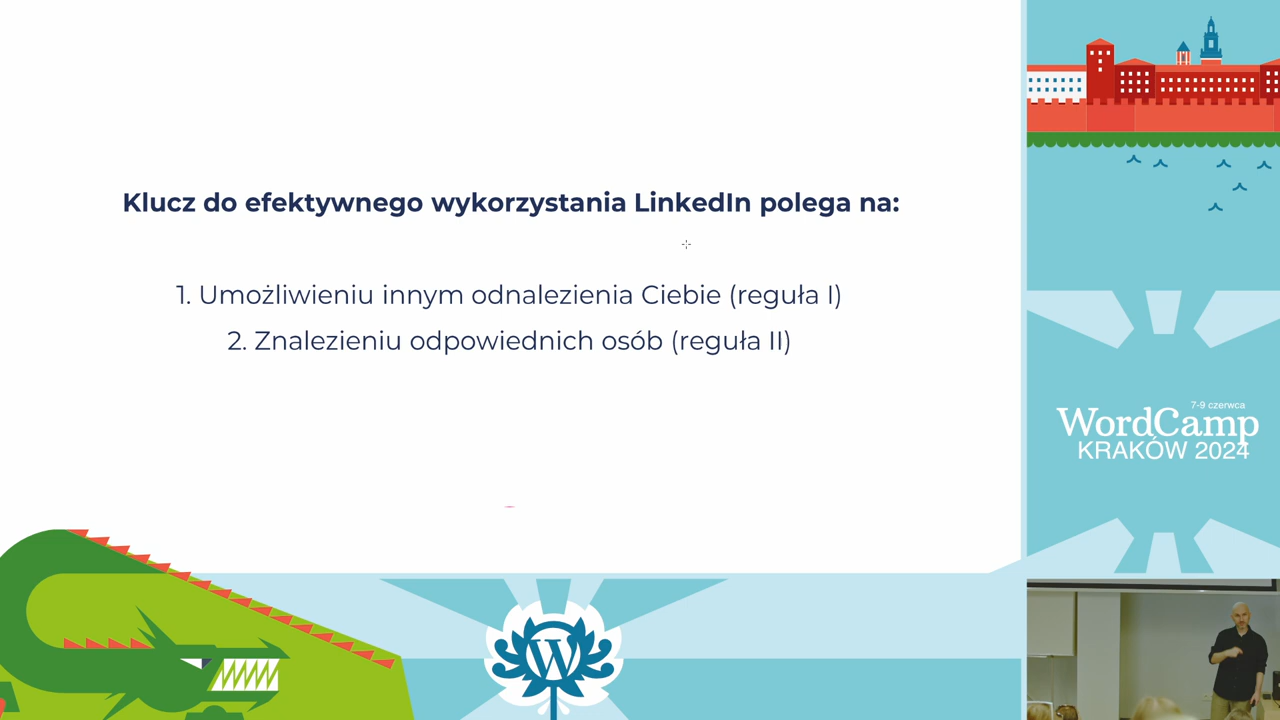 Klucz do efektywnego wykorzystania LinkedIn polega na:
1. Umożliwieniu innym odnalezienia Ciebie (reguła I)
2. Znalezieniu odpowiednich osób (reguła II)
7-9 czerwca
WordCamp
KRAKÓW 2024
W